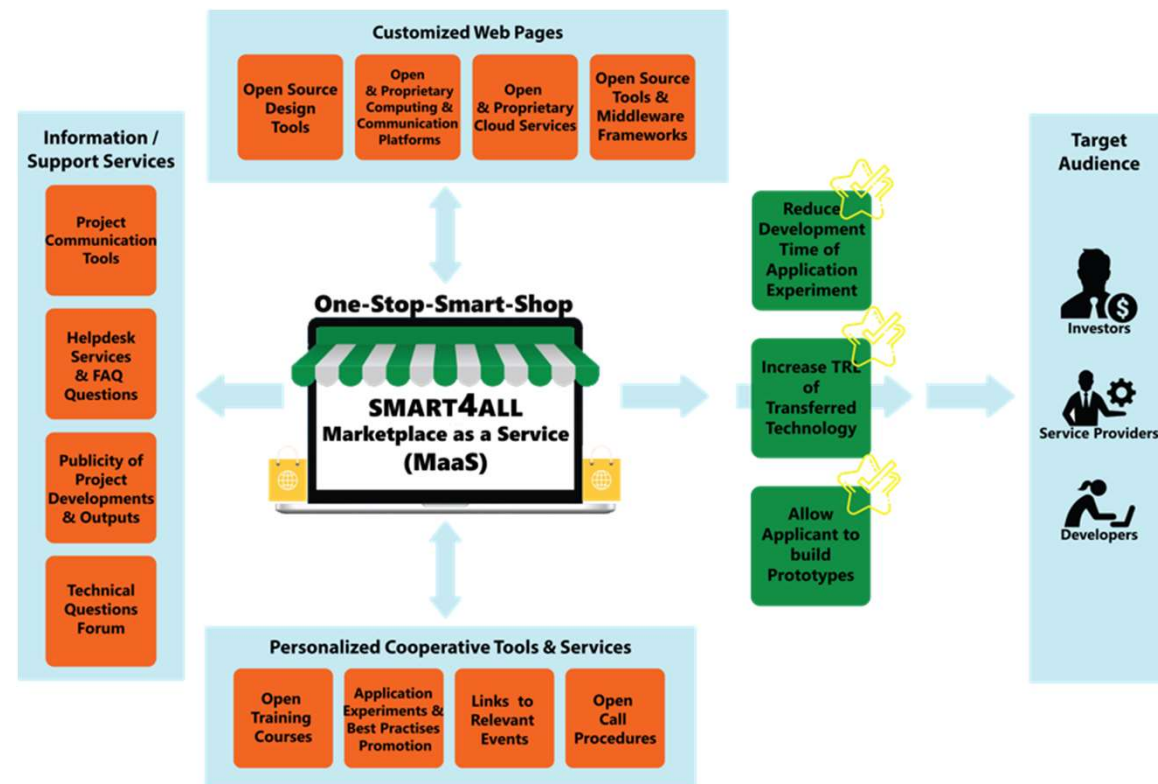 Customized Web Pages
Open Source
Design
Tools
Open
& Proprietary
Computing &
Communication
Platforms
Open
& Proprietary
Cloud Services
Open Source
Tools &
Middleware
Frameworks
Information /
Support Services
Project
Communication
Tools
Helpdesk
Services
& FAQ
Questions
Publicity of
Project
Developments
& Outputs
Technical
Questions
Forum
One-Stop-Smart-Shop
SMART4ALL
Marketplace as a Service
(MaaS)
Reduce
Development
Time of
Application
Experiment
Increase TRL
of
Transferred
Technology
Allow
Applicant to
build
Prototypes
Target
Audience
$
Investors
Service Providers
Developers
Personalized Cooperative Tools & Services
Open
Training
Courses
Application
Experiments &
Best Practises
Promotion
Links to
Relevant
Events
Open
Call
Procedures